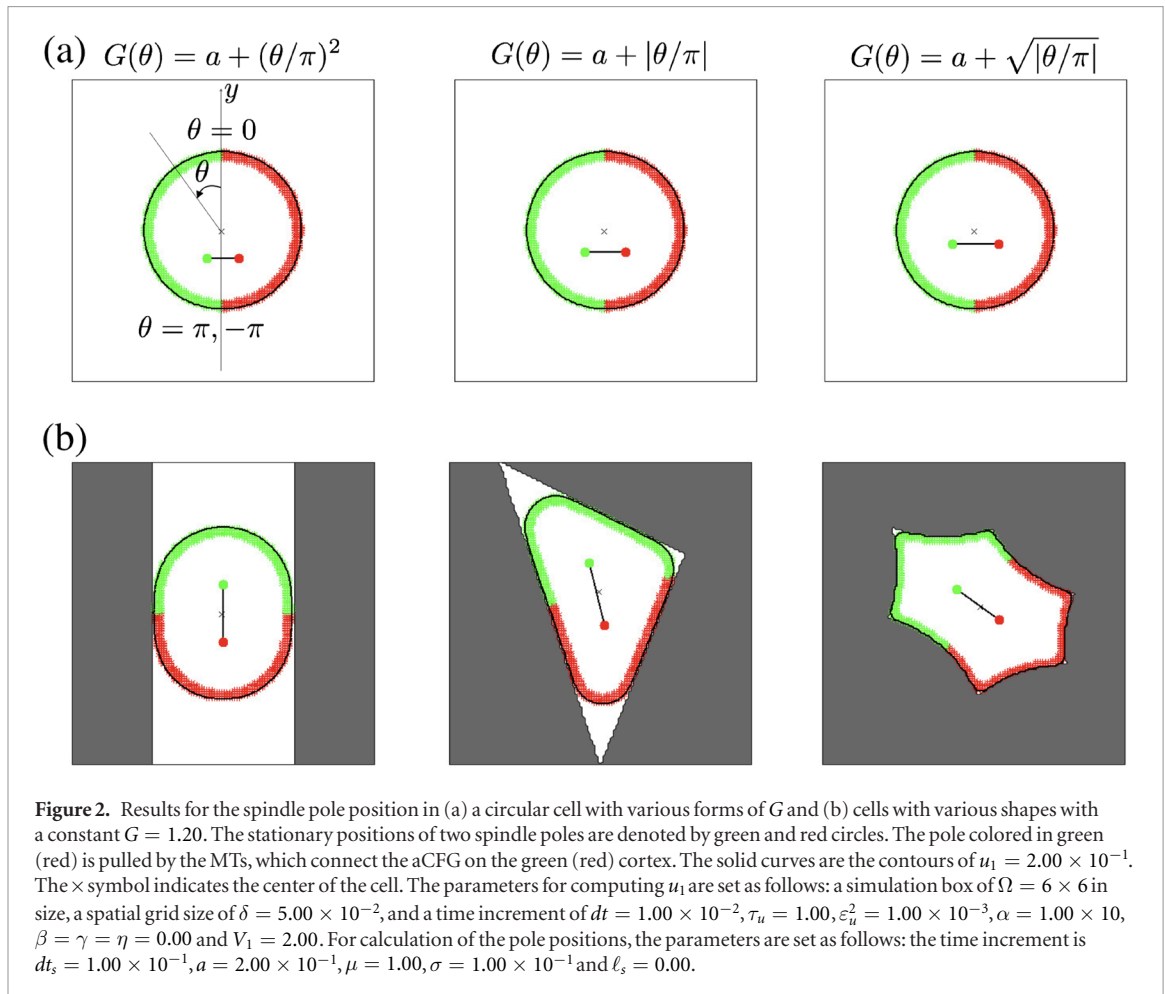 (a) G(θ) = a + (θ/π)² G(θ) = a + |θ/π| G(θ) = a + √|θ/π|
y
θ = 0
θ
θ = π, −π
(b)
Figure 2. Results for the spindle pole position in (a) a circular cell with various forms of G and (b) cells with various shapes with
a constant G = 1.20. The stationary positions of two spindle poles are denoted by green and red circles. The pole colored in green
(red) is pulled by the MTs, which connect the aCFG on the green (red) cortex. The solid curves are the contours of u₁ = 2.00 × 10⁻¹.
The × symbol indicates the center of the cell. The parameters for computing u₁ are set as follows: a simulation box of Ω = 6 × 6 in
size, a spatial grid size of δ = 5.00 × 10⁻², and a time increment of dt = 1.00 × 10⁻², τᵤ = 1.00, εᵤ² = 1.00 × 10⁻³, α = 1.00 × 10,
β = γ = η = 0.00 and V₁ = 2.00. For calculation of the pole positions, the parameters are set as follows: the time increment is
dtₛ = 1.00 × 10⁻¹, a = 2.00 × 10⁻¹, μ = 1.00, σ = 1.00 × 10⁻¹ and ℓₛ = 0.00.